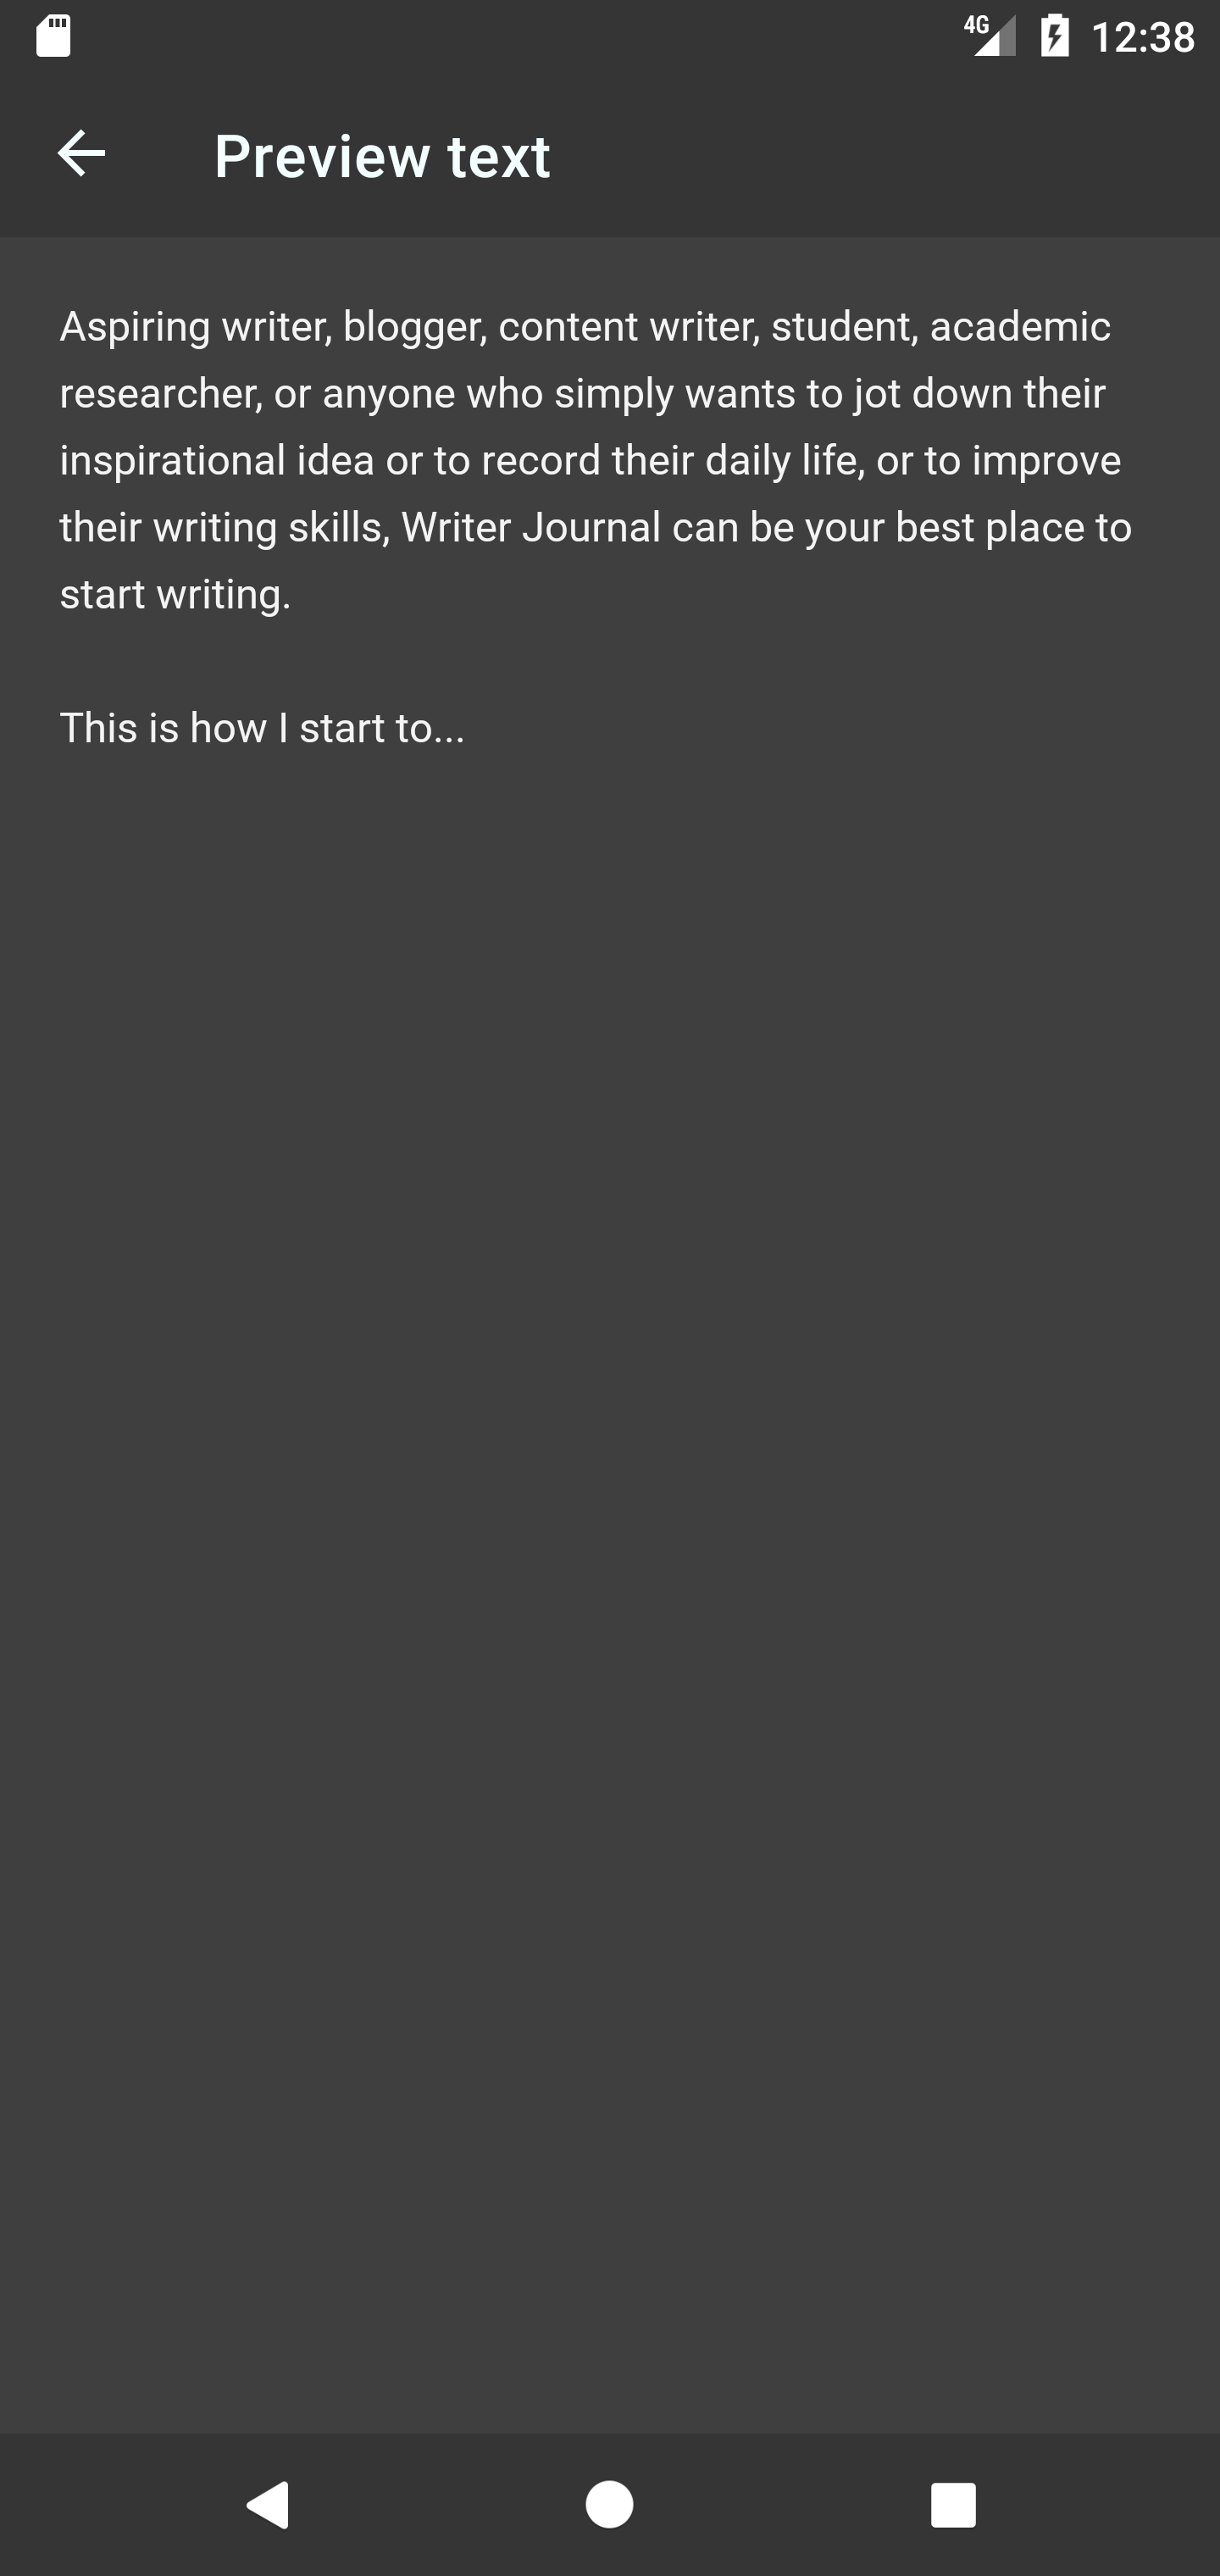 4G 12:38
Preview text
Aspiring writer, blogger, content writer, student, academic
researcher, or anyone who simply wants to jot down their
inspirational idea or to record their daily life, or to improve
their writing skills, Writer Journal can be your best place to
start writing.
This is how I start to...